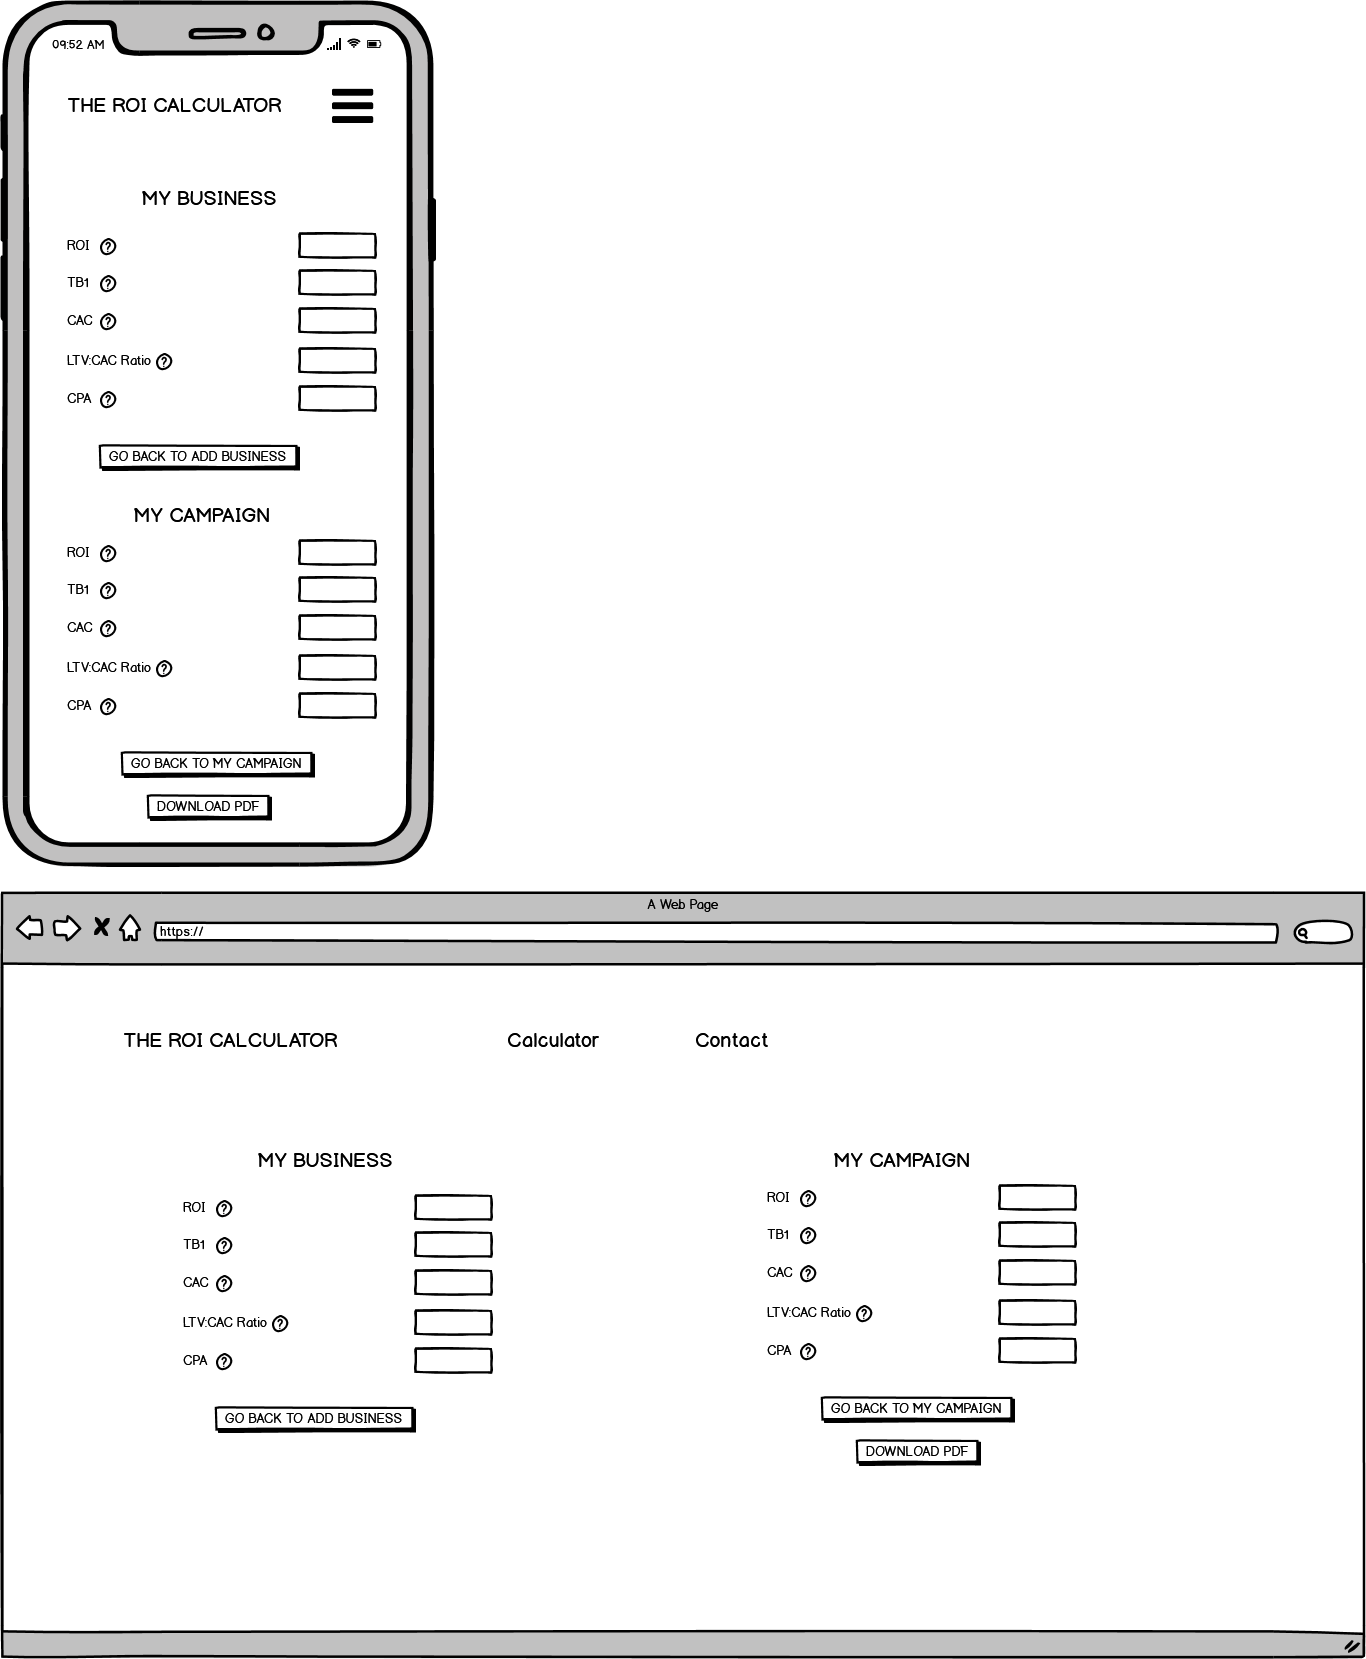 09:52 AM
THE ROI CALCULATOR
MY BUSINESS
ROI ?
TB1 ?
CAC ?
LTV:CAC Ratio ?
CPA ?
GO BACK TO ADD BUSINESS
MY CAMPAIGN
ROI ?
TB1 ?
CAC ?
LTV:CAC Ratio ?
CPA ?
GO BACK TO MY CAMPAIGN
DOWNLOAD PDF
A Web Page
https://
THE ROI CALCULATOR Calculator Contact
MY BUSINESS
ROI ?
TB1 ?
CAC ?
LTV:CAC Ratio ?
CPA ?
GO BACK TO ADD BUSINESS
MY CAMPAIGN
ROI ?
TB1 ?
CAC ?
LTV:CAC Ratio ?
CPA ?
GO BACK TO MY CAMPAIGN
DOWNLOAD PDF